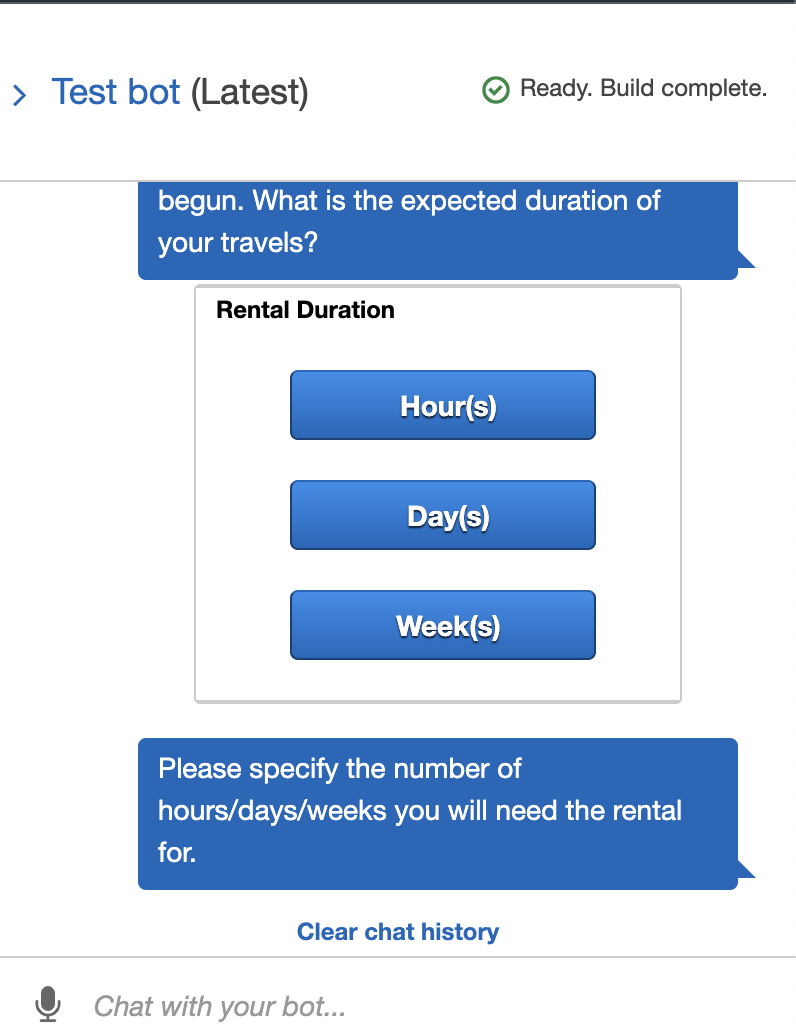 Test bot (Latest)
Ready. Build complete.
begun. What is the expected duration of
your travels?
Rental Duration
Hour(s)
Day(s)
Week(s)
Please specify the number of
hours/days/weeks you will need the rental
for.
Clear chat history
Chat with your bot...